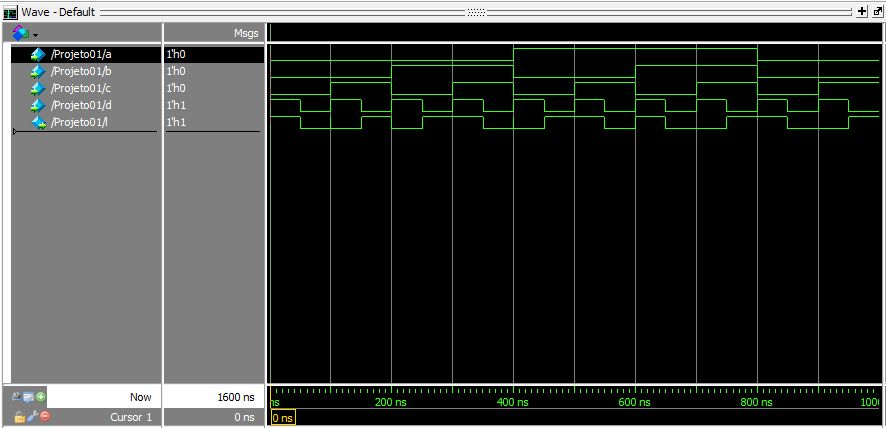 Wave - Default
Msgs
/Projeto01/a 1'h0
/Projeto01/b 1'h0
/Projeto01/c 1'h0
/Projeto01/d 1'h1
/Projeto01/l 1'h1
Now 1600 ns
ns 200 ns 400 ns 600 ns 800 ns 1000
Cursor 1 0 ns 0 ns